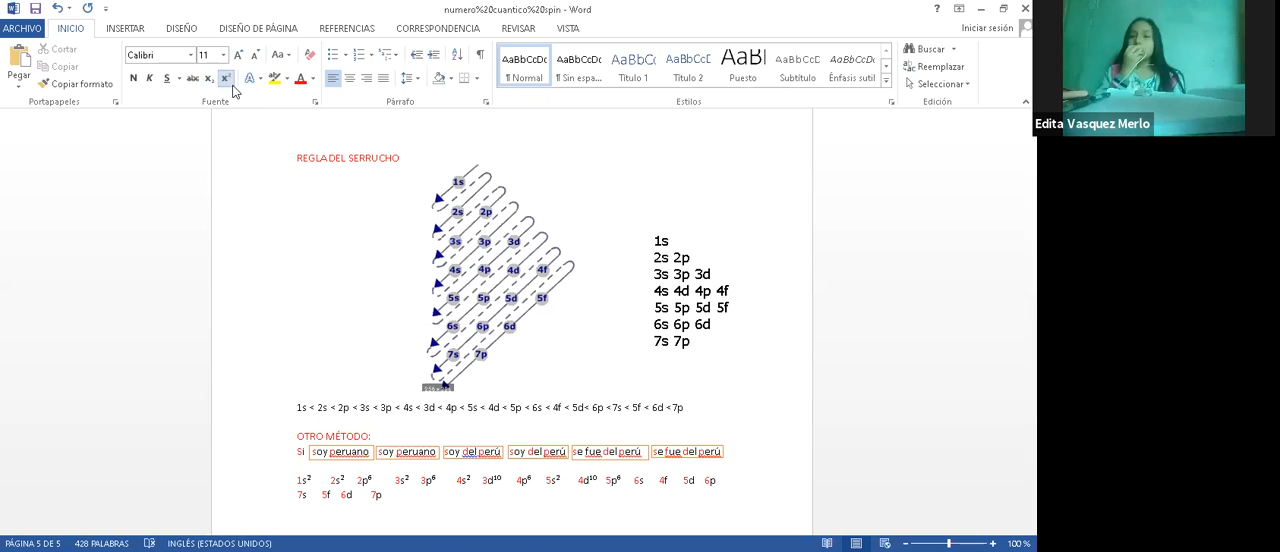 numero%20cuantico%20spin - Word
ARCHIVO INICIO INSERTAR DISEÑO DISEÑO DE PÁGINA REFERENCIAS CORRESPONDENCIA REVISAR VISTA Iniciar sesión
Pegar
Cortar
Copiar
Copiar formato
Portapapeles
Calibri 11
N K S abc x₂ x²
Fuente
Párrafo
AaBbCcDc AaBbCcDc AaBbCc AaBbCcD AaBl AaBbCcD AaBbCcDc
¶ Normal ¶ Sin espa... Título 1 Título 2 Puesto Subtítulo Énfasis sutil
Estilos
Buscar
Reemplazar
Seleccionar
Edición
Edita Vasquez Merlo
REGLA DEL SERRUCHO
1s
2s 2p
3s 3p 3d
4s 4p 4d 4f
5s 5p 5d 5f
6s 6p 6d
7s 7p
1s
2s 2p
3s 3p 3d
4s 4d 4p 4f
5s 5p 5d 5f
6s 6p 6d
7s 7p
1s < 2s < 2p < 3s < 3p < 4s < 3d < 4p < 5s < 4d < 5p < 6s < 4f < 5d< 6p <7s < 5f < 6d <7p
OTRO MÉTODO:
Si soy peruano soy peruano soy del perú soy del perú se fue del perú se fue del perú
1s² 2s² 2p⁶ 3s² 3p⁶ 4s² 3d¹⁰ 4p⁶ 5s² 4d¹⁰ 5p⁶ 6s 4f 5d 6p
7s 5f 6d 7p
PÁGINA 5 DE 5 428 PALABRAS INGLÉS (ESTADOS UNIDOS) 100 %